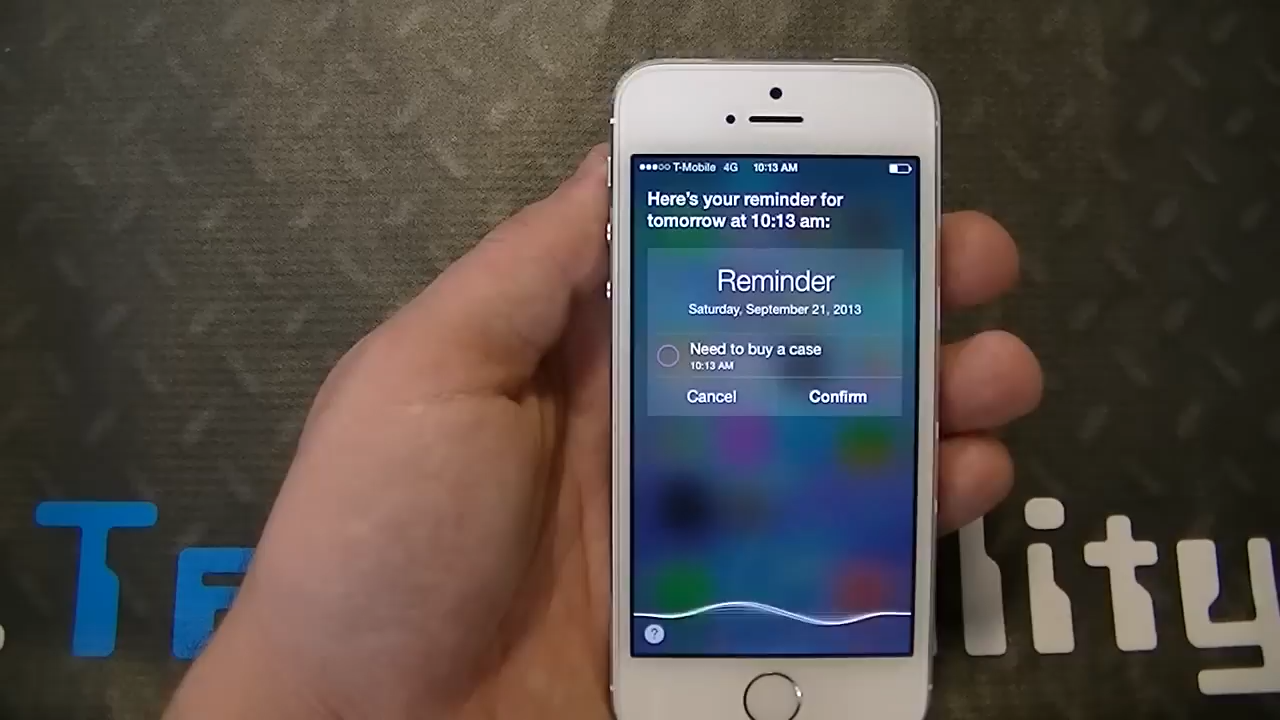 ●●●○○ T-Mobile 4G 10:13 AM
Here's your reminder for
tomorrow at 10:13 am:
Reminder
Saturday, September 21, 2013
Need to buy a case
10:13 AM
Cancel Confirm
?